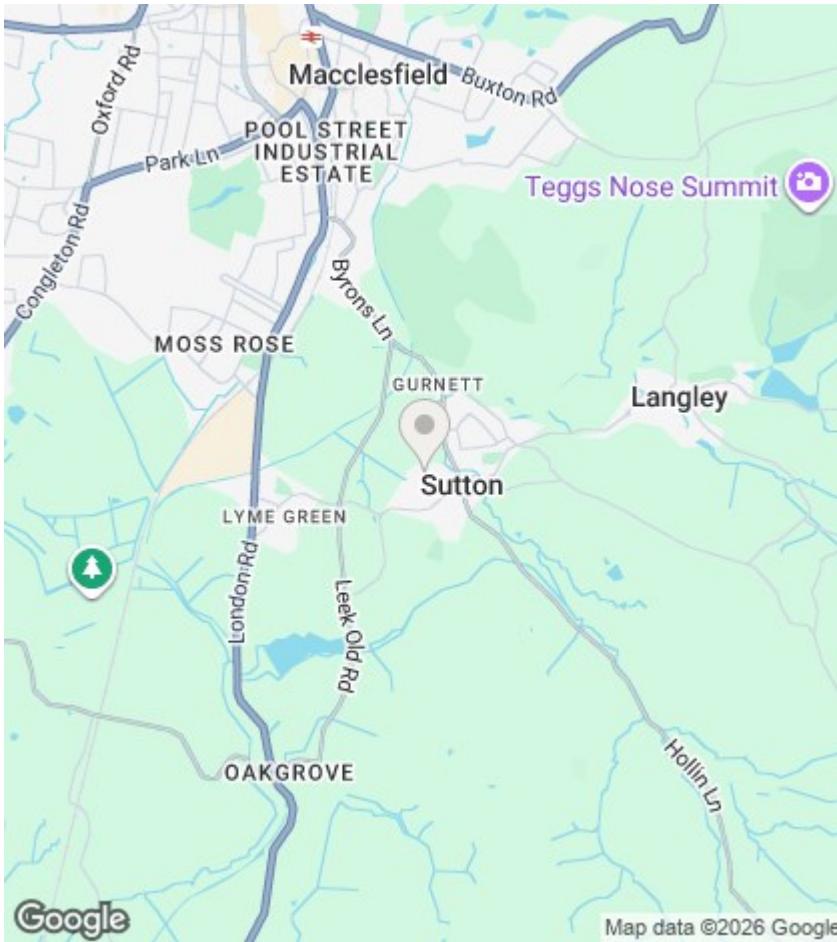 Macclesfield
Oxford Rd
Buxton Rd
POOL STREET
INDUSTRIAL
ESTATE
Park Ln
Teggs Nose Summit
Congleton Rd
Byrons Ln
MOSS ROSE
GURNETT
Langley
Sutton
LYME GREEN
London Rd
Leek Old Rd
Hollin Ln
OAKGROVE
Google
Map data ©2026 Google